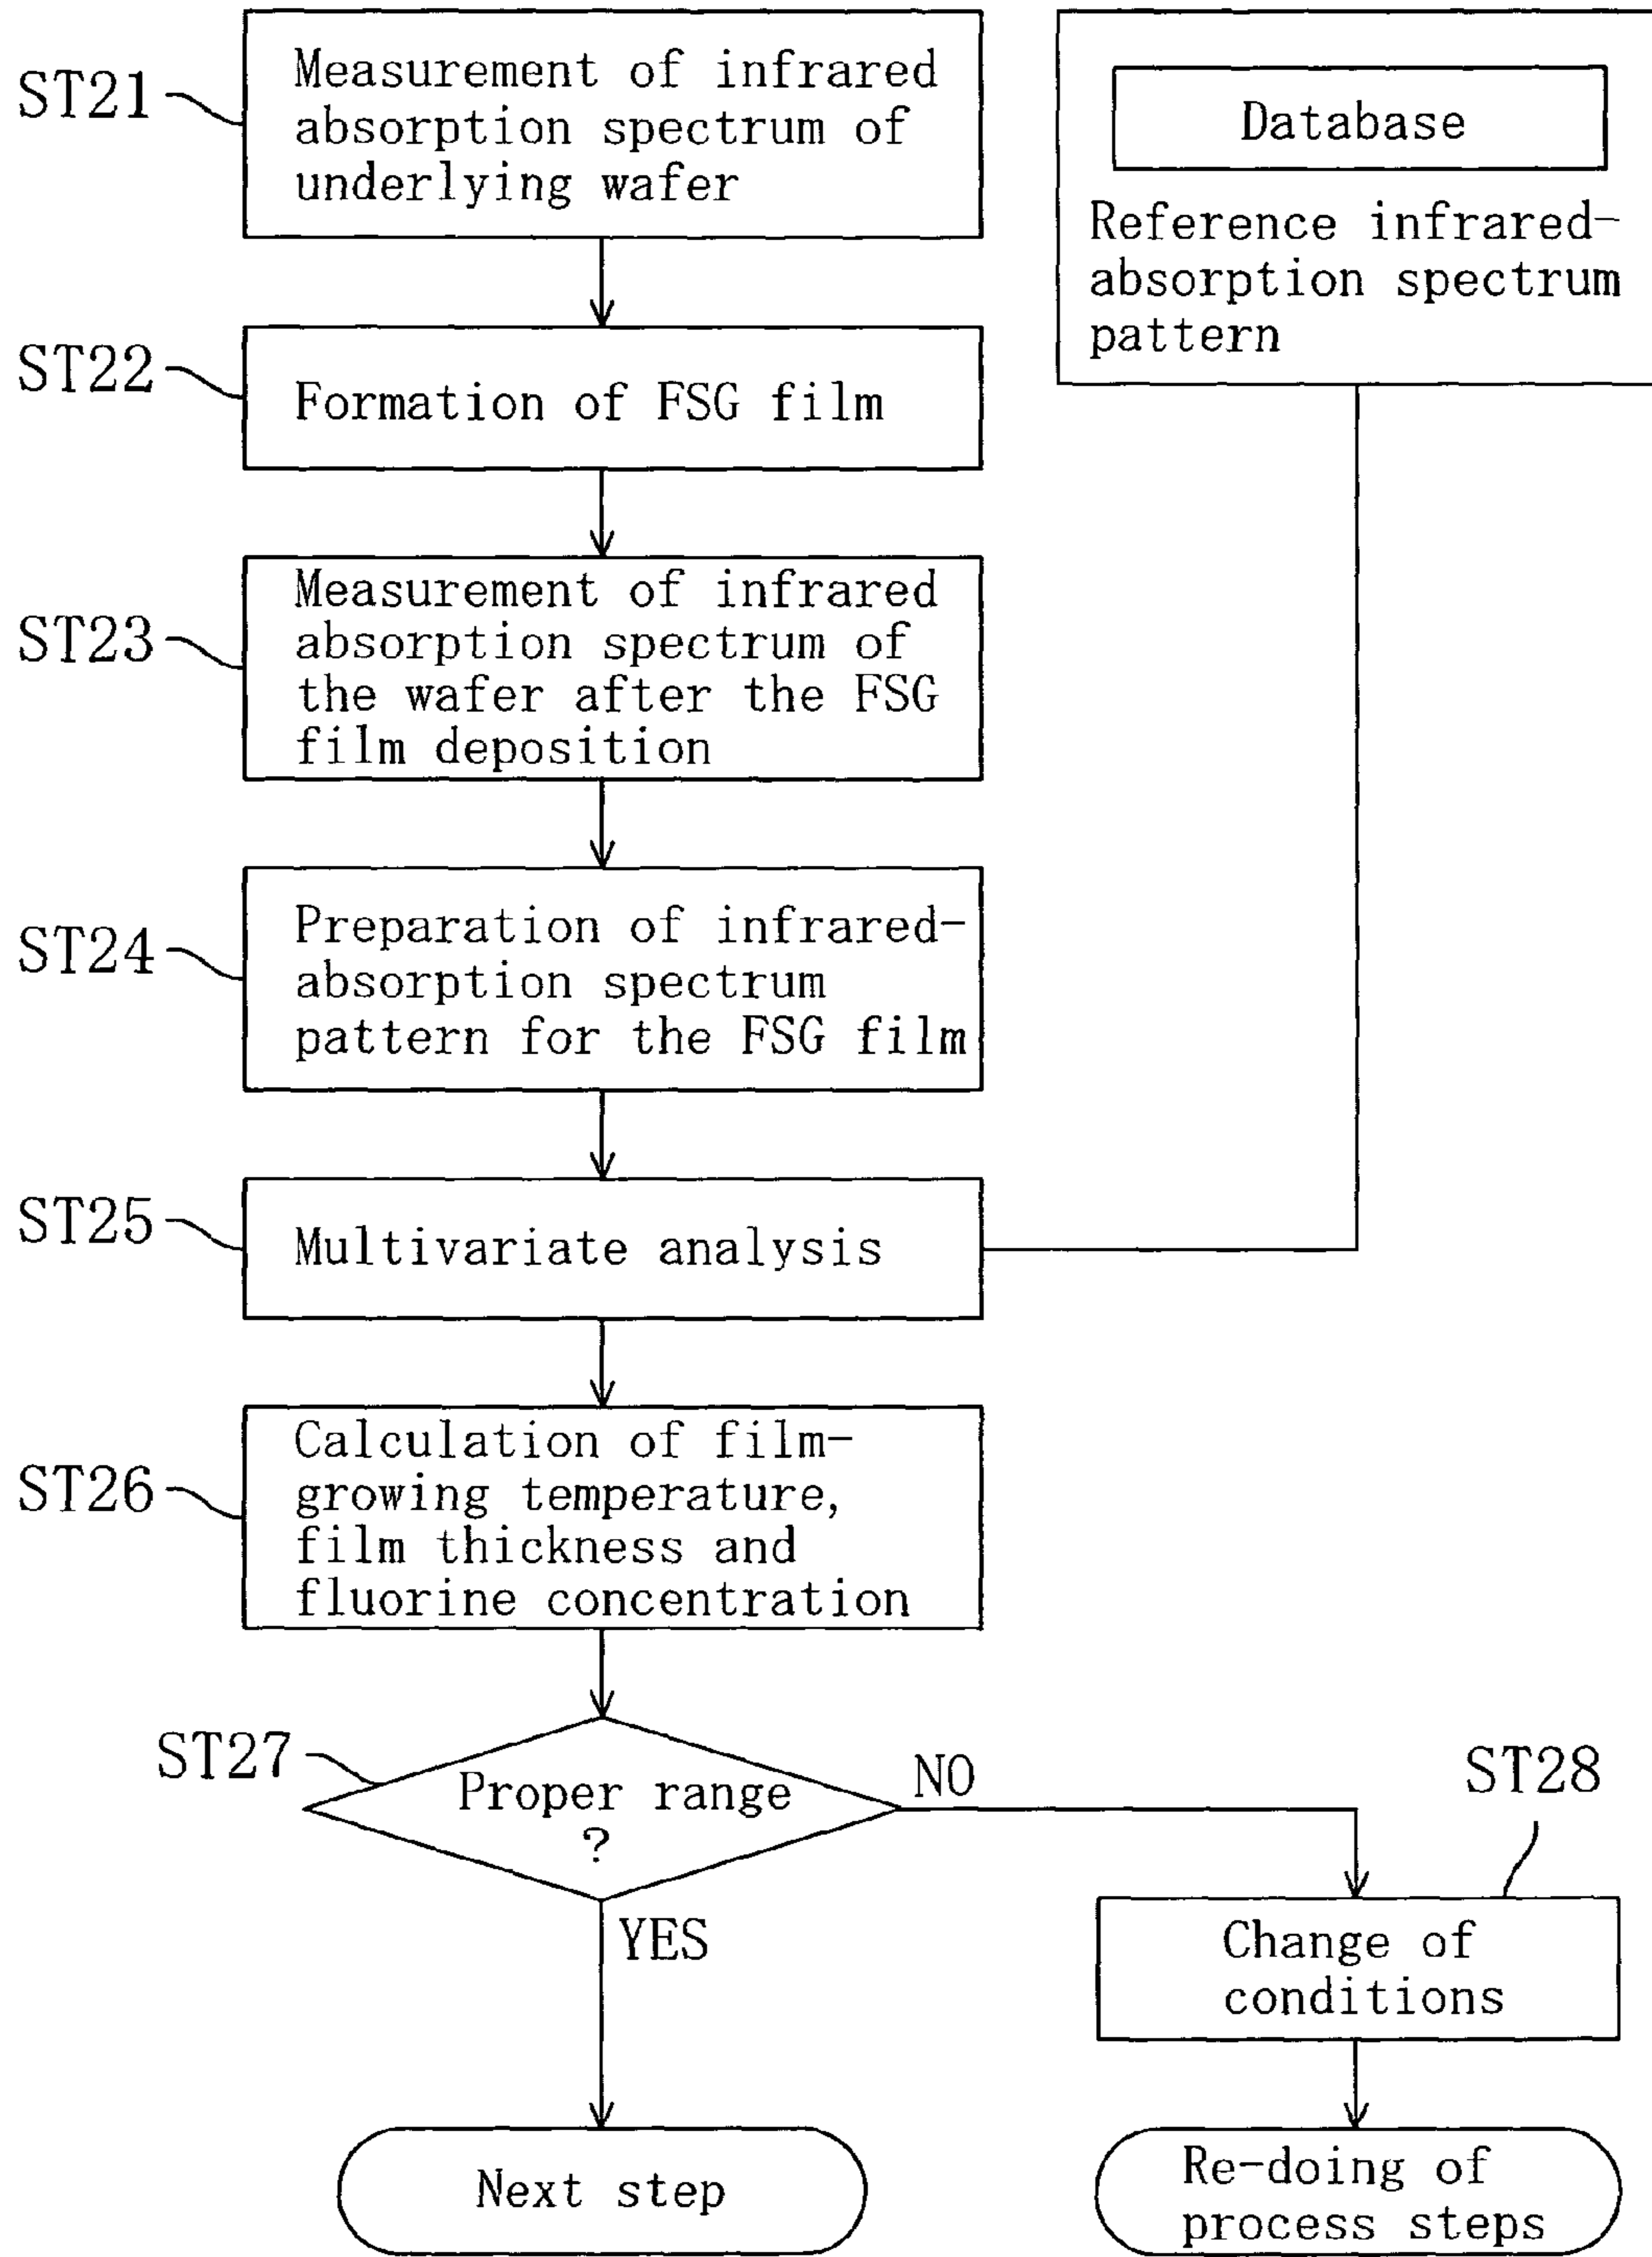 ST21
Measurement of infrared
absorption spectrum of
underlying wafer
Database
Reference infrared-
absorption spectrum
pattern
ST22
Formation of FSG film
ST23
Measurement of infrared
absorption spectrum of
the wafer after the FSG
film deposition
ST24
Preparation of infrared-
absorption spectrum
pattern for the FSG film
ST25
Multivariate analysis
ST26
Calculation of film-
growing temperature,
film thickness and
fluorine concentration
ST27
Proper range
?
NO
YES
ST28
Change of
conditions
Next step
Re-doing of
process steps